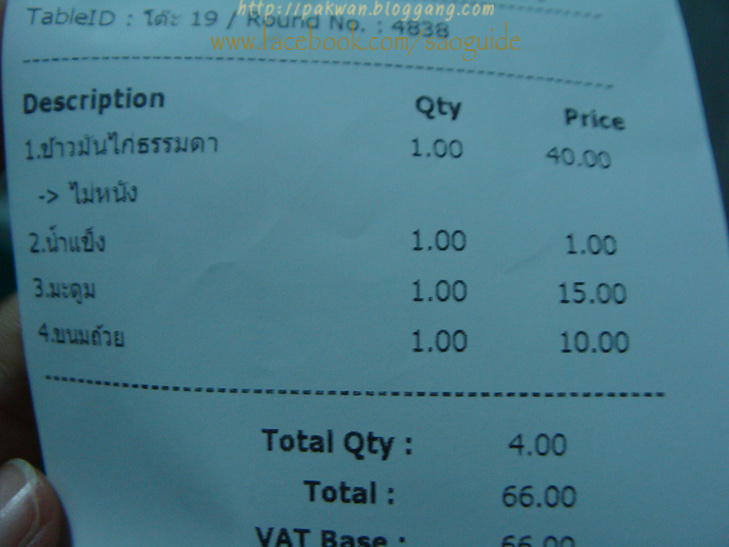 http://pakwan.bloggang.com
TableID : โต๊ะ 19 / Round No. : 4838
www.facebook.com/saoguide
Description Qty Price
1.ข้าวมันไก่ธรรมดา 1.00 40.00
-> ไม่หนัง
2.น้ำแข็ง 1.00 1.00
3.มะตูม 1.00 15.00
4.ขนมถ้วย 1.00 10.00
Total Qty : 4.00
Total : 66.00
VAT Base : 66.00